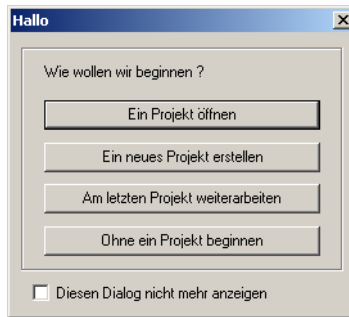 Hallo
Wie wollen wir beginnen ?
Ein Projekt öffnen
Ein neues Projekt erstellen
Am letzten Projekt weiterarbeiten
Ohne ein Projekt beginnen
Diesen Dialog nicht mehr anzeigen